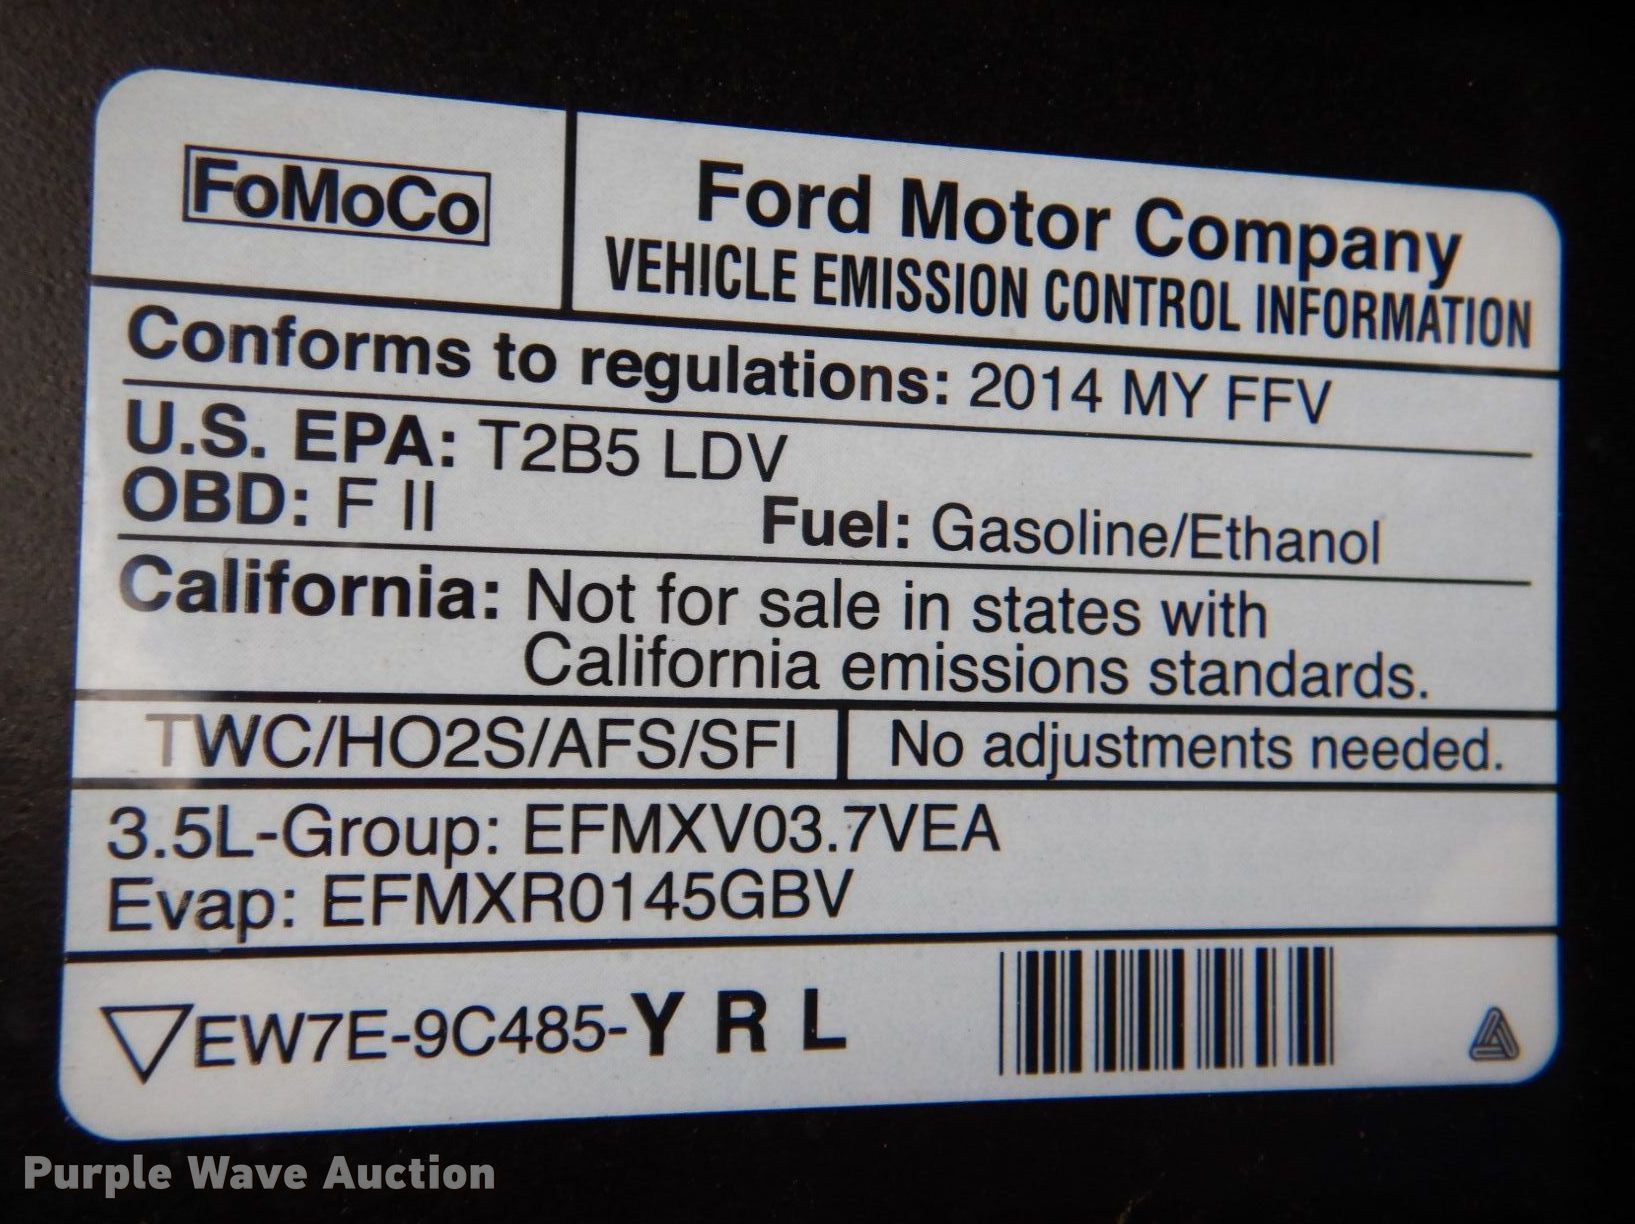 FoMoCo
Ford Motor Company
VEHICLE EMISSION CONTROL INFORMATION
Conforms to regulations: 2014 MY FFV
U.S. EPA: T2B5 LDV
OBD: F II Fuel: Gasoline/Ethanol
California: Not for sale in states with
California emissions standards.
TWC/HO2S/AFS/SFI No adjustments needed.
3.5L-Group: EFMXV03.7VEA
Evap: EFMXR0145GBV
EW7E-9C485-Y R L
Purple Wave Auction